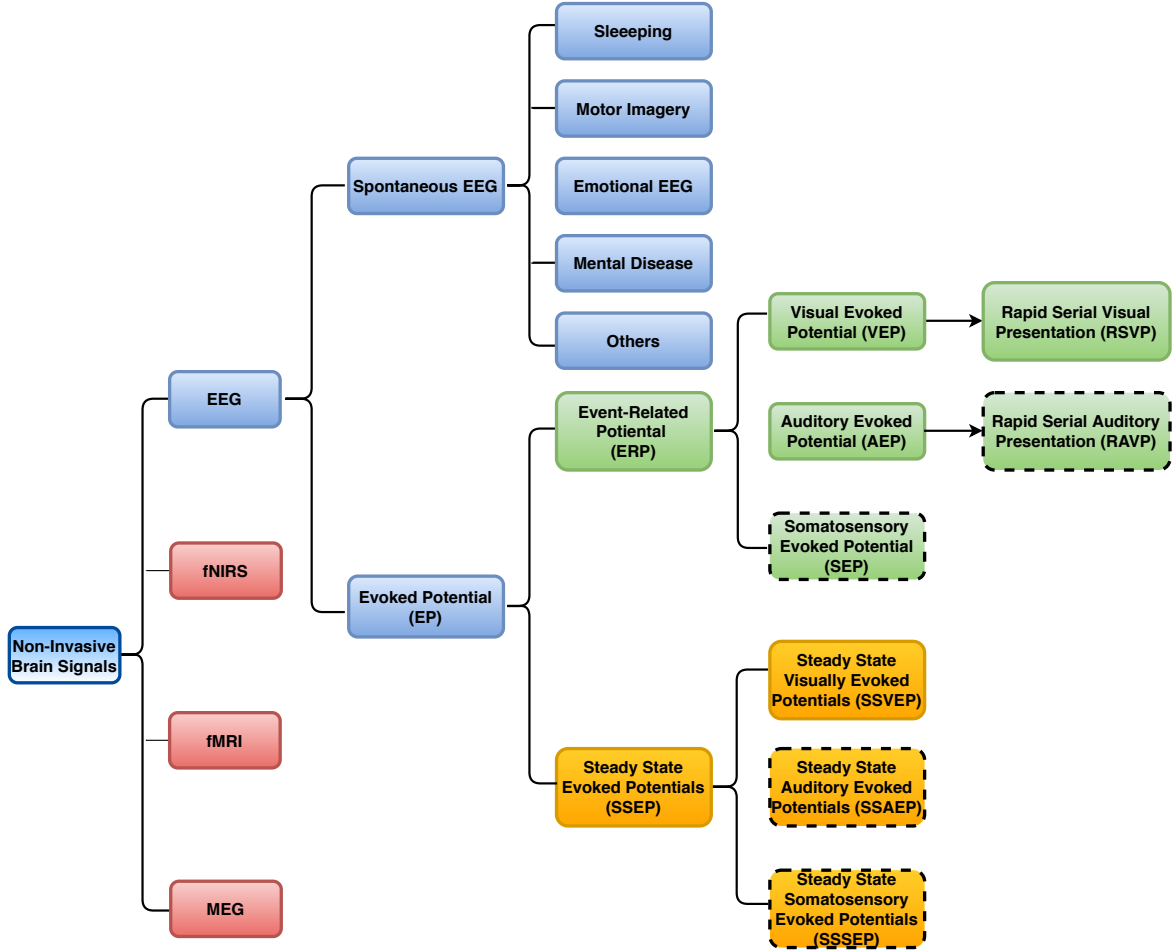 Sleeeping
Motor Imagery
Spontaneous EEG
Emotional EEG
Mental Disease
Others
Visual Evoked
Potential (VEP)
Rapid Serial Visual
Presentation (RSVP)
EEG
Event-Related
Potiental
(ERP)
Auditory Evoked
Potential (AEP)
Rapid Serial Auditory
Presentation (RAVP)
Somatosensory
Evoked Potential
(SEP)
fNIRS
Evoked Potential
(EP)
Non-Invasive
Brain Signals
Steady State
Visually Evoked
Potentials (SSVEP)
fMRI
Steady State
Evoked Potentials
(SSEP)
Steady State
Auditory Evoked
Potentials (SSAEP)
MEG
Steady State
Somatosensory
Evoked Potentials
(SSSEP)